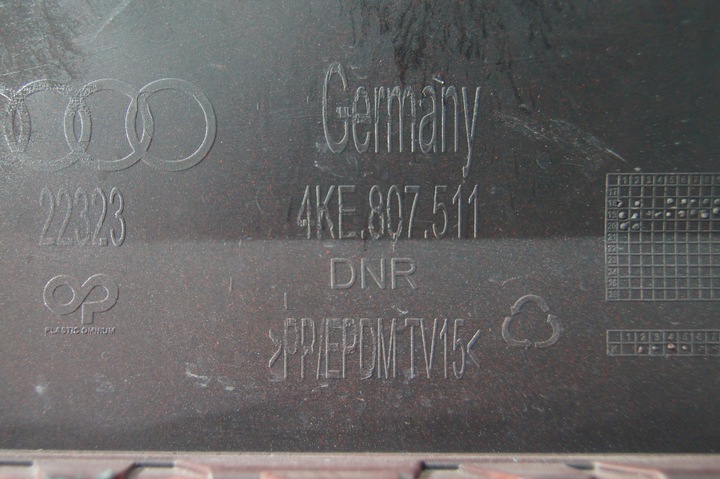 Germany
22323 4KE.807.511
DNR
PLASTIC OMNIUM
>PP/EPDM TV15<